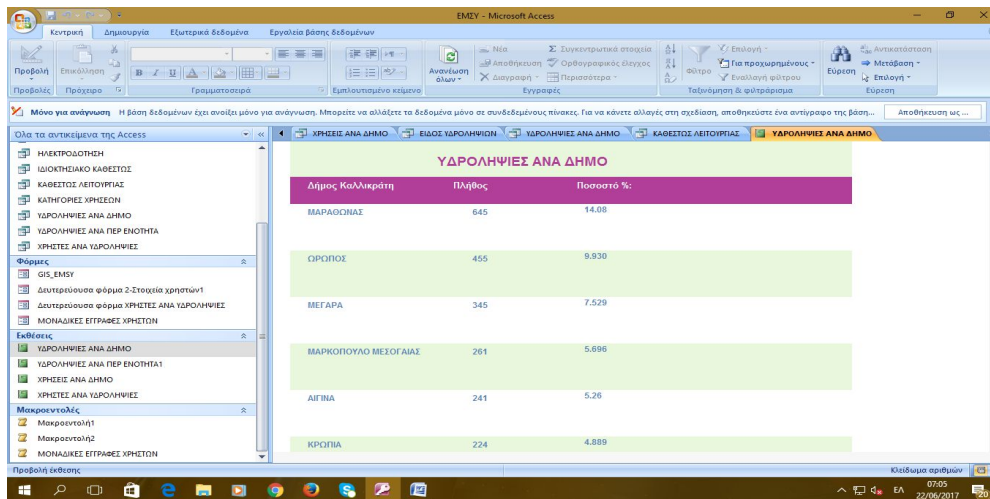 ΕΜΣΥ - Microsoft Access
Κεντρική Δημιουργία Εξωτερικά δεδομένα Εργαλεία βάσης δεδομένων
Προβολή Επικόλληση Ανανέωση όλων Νέα Αποθήκευση Διαγραφή Συγκεντρωτικά στοιχεία Ορθογραφικός έλεγχος Περισσότερα Φίλτρο Επιλογή Για προχωρημένους Εναλλαγή φίλτρου Εύρεση Αντικατάσταση Μετάβαση Επιλογή
Προβολές Πρόχειρο Γραμματοσειρά Εμπλουτισμένο κείμενο Εγγραφές Ταξινόμηση & φιλτράρισμα Εύρεση
Μόνο για ανάγνωση Η βάση δεδομένων έχει ανοίξει μόνο για ανάγνωση. Μπορείτε να αλλάξετε τα δεδομένα μόνο σε συνδεδεμένους πίνακες. Για να κάνετε αλλαγές στη σχεδίαση, αποθηκεύστε ένα αντίγραφο της βάση... Αποθήκευση ως ...
Όλα τα αντικείμενα της Access
ΗΛΕΚΤΡΟΔΟΤΗΣΗ
ΙΔΙΟΚΤΗΣΙΑΚΟ ΚΑΘΕΣΤΩΣ
ΚΑΘΕΣΤΩΣ ΛΕΙΤΟΥΡΓΙΑΣ
ΚΑΤΗΓΟΡΙΕΣ ΧΡΗΣΕΩΝ
ΥΔΡΟΛΗΨΙΕΣ ΑΝΑ ΔΗΜΟ
ΥΔΡΟΛΗΨΙΕΣ ΑΝΑ ΠΕΡ ΕΝΟΤΗΤΑ
ΧΡΗΣΤΕΣ ΑΝΑ ΥΔΡΟΛΗΨΙΕΣ
Φόρμες
GIS_EMSY
Δευτερεύουσα φόρμα 2-Στοιχεία χρηστών1
Δευτερεύουσα φόρμα ΧΡΗΣΤΕΣ ΑΝΑ ΥΔΡΟΛΗΨΙΕΣ
ΜΟΝΑΔΙΚΕΣ ΕΓΓΡΑΦΕΣ ΧΡΗΣΤΩΝ
Εκθέσεις
ΥΔΡΟΛΗΨΙΕΣ ΑΝΑ ΔΗΜΟ
ΥΔΡΟΛΗΨΙΕΣ ΑΝΑ ΠΕΡ ΕΝΟΤΗΤΑ1
ΧΡΗΣΕΙΣ ΑΝΑ ΔΗΜΟ
ΧΡΗΣΤΕΣ ΑΝΑ ΥΔΡΟΛΗΨΙΕΣ
Μακροεντολές
Μακροεντολή1
Μακροεντολή2
ΜΟΝΑΔΙΚΕΣ ΕΓΓΡΑΦΕΣ ΧΡΗΣΤΩΝ
ΧΡΗΣΕΙΣ ΑΝΑ ΔΗΜΟ ΕΙΔΟΣ ΥΔΡΟΛΗΨΙΩΝ ΥΔΡΟΛΗΨΙΕΣ ΑΝΑ ΔΗΜΟ ΚΑΘΕΣΤΩΣ ΛΕΙΤΟΥΡΓΙΑΣ ΥΔΡΟΛΗΨΙΕΣ ΑΝΑ ΔΗΜΟ
ΥΔΡΟΛΗΨΙΕΣ ΑΝΑ ΔΗΜΟ
Δήμος Καλλικράτη Πλήθος Ποσοστό %:
ΜΑΡΑΘΩΝΑΣ 645 14.08
ΩΡΩΠΟΣ 455 9.930
ΜΕΓΑΡΑ 345 7.529
ΜΑΡΚΟΠΟΥΛΟ ΜΕΣΟΓΑΙΑΣ 261 5.696
ΑΙΓΙΝΑ 241 5.26
ΚΡΩΠΙΑ 224 4.889
Προβολή έκθεσης Κλείδωμα αριθμών
ΕΛ 07:05
22/06/2017 20